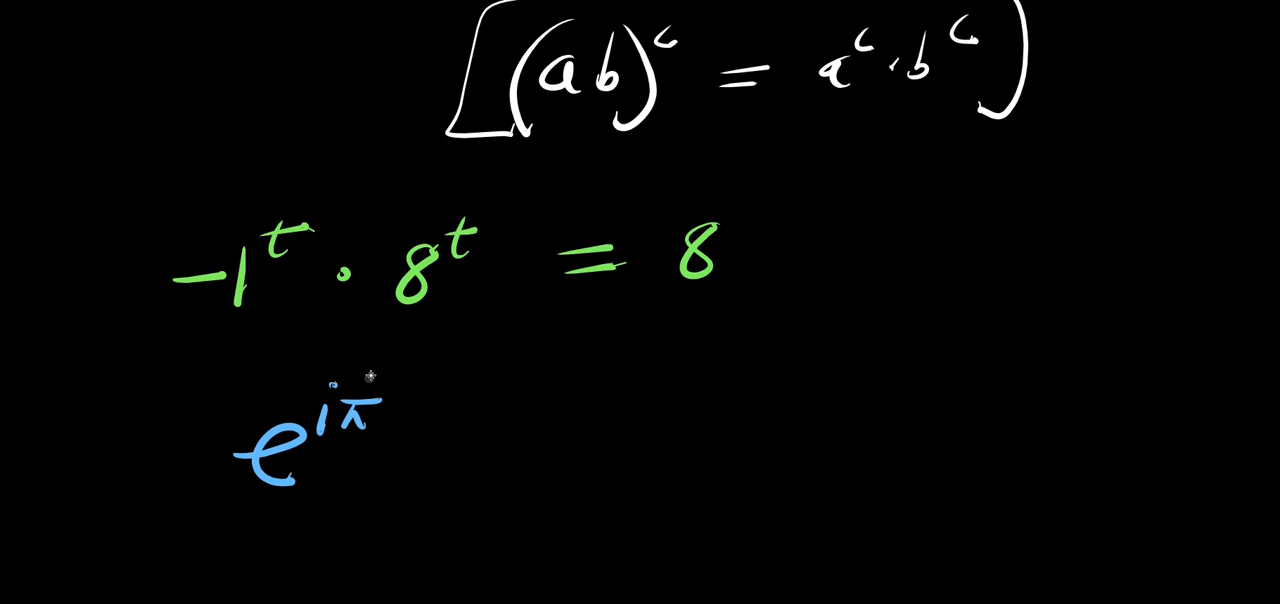 [(ab)^c = a^c · b^c]
-1^t · 8^t = 8
e^{iπ}